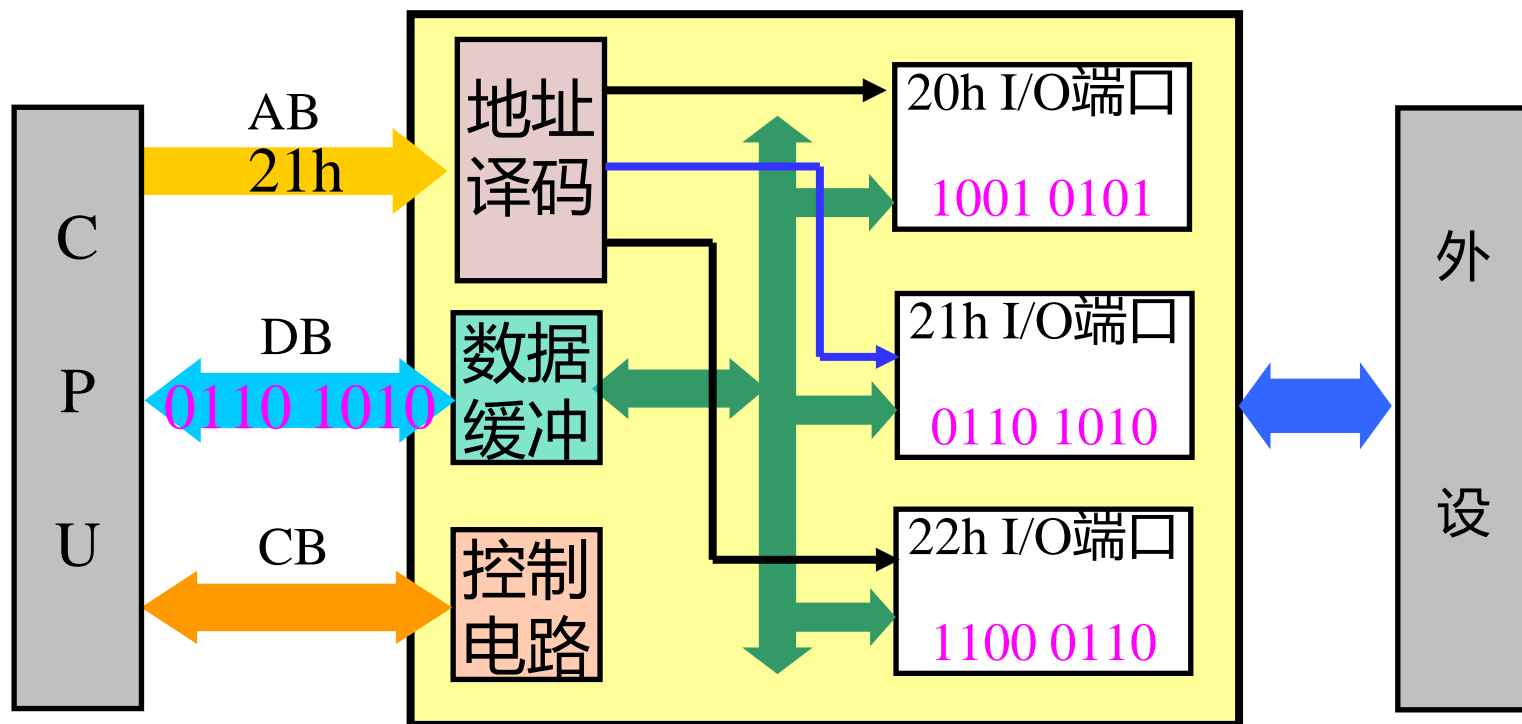 C
P
U
AB
21h
DB
0110 1010
CB
地址
译码
数据
缓冲
控制
电路
20h I/O端口
1001 0101
21h I/O端口
0110 1010
22h I/O端口
1100 0110
外
设